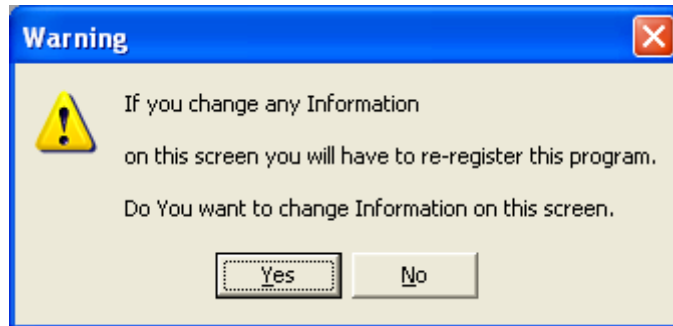 Warning
If you change any Information
on this screen you will have to re-register this program.
Do You want to change Information on this screen.
Yes
No